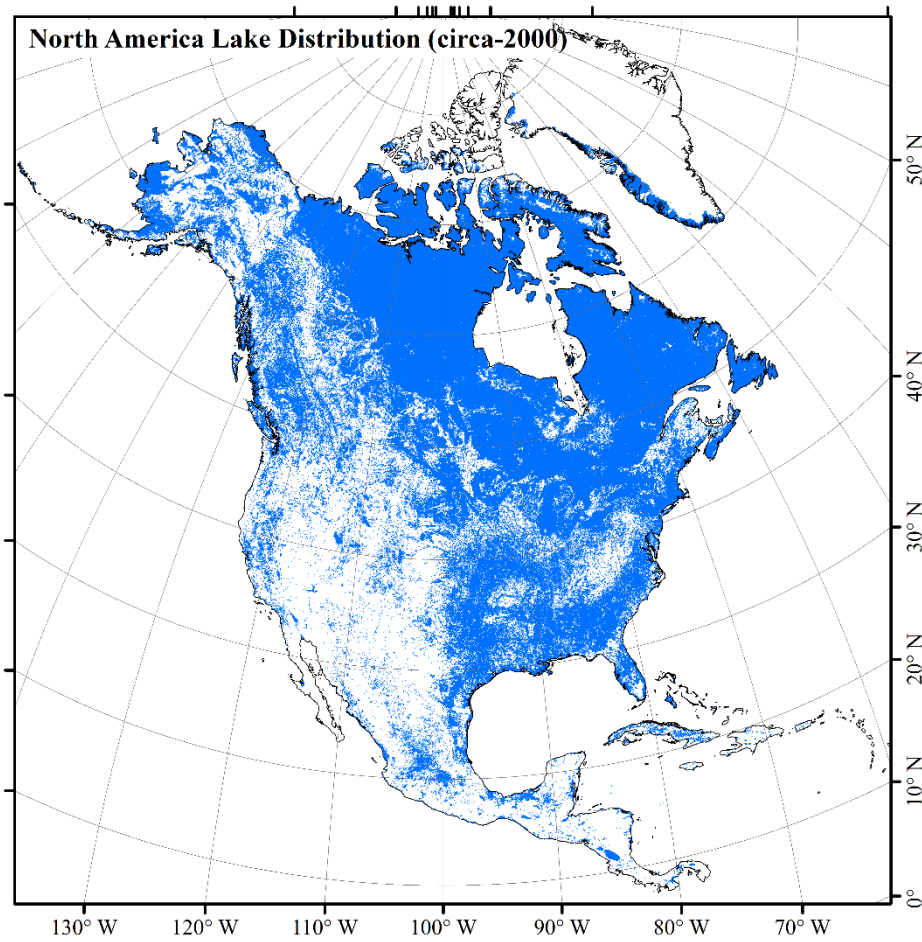 North America Lake Distribution (circa-2000)
50° N
40° N
30° N
20° N
10° N
0°
130° W
120° W
110° W
100° W
90° W
80° W
70° W